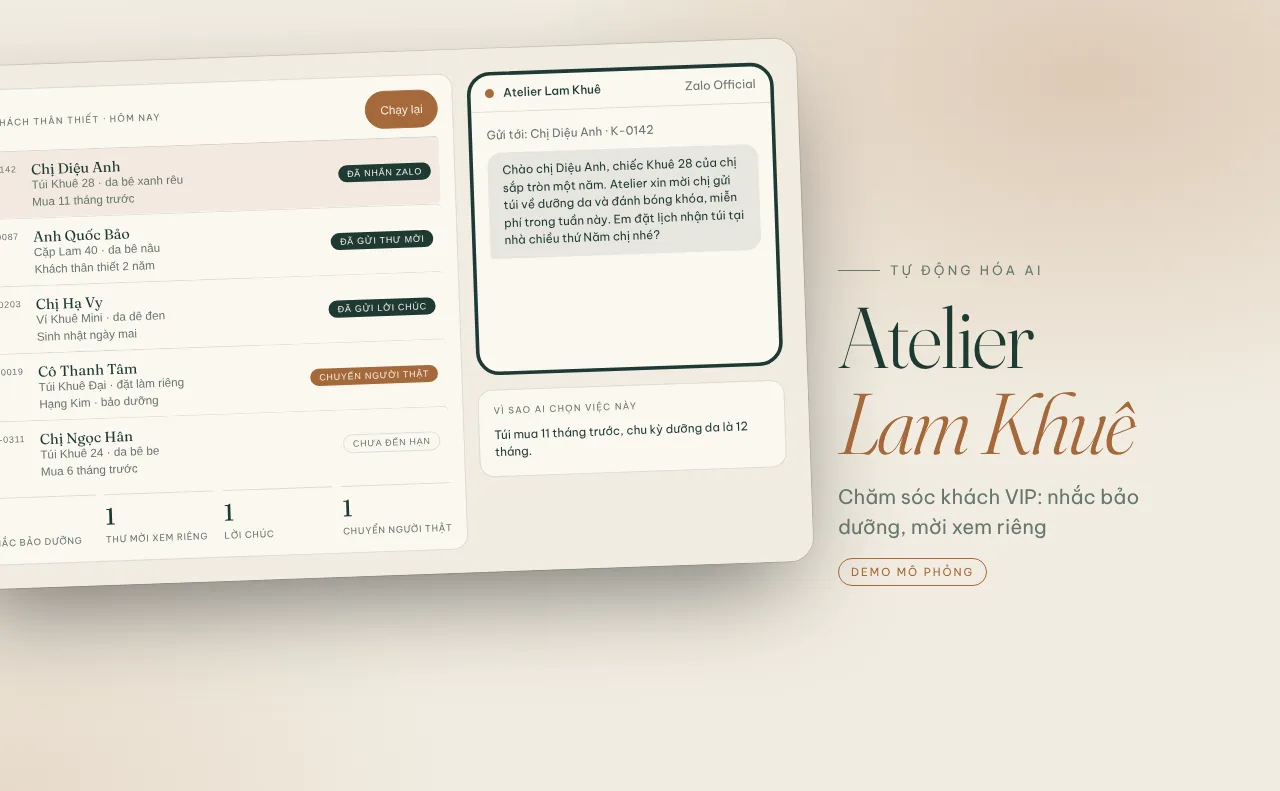 HÁCH THÂN THIẾT · HÔM NAY
Chạy lại
142
Chị Diệu Anh
Túi Khuê 28 · da bê xanh rêu
Mua 11 tháng trước
ĐÃ NHẮN ZALO
0087
Anh Quốc Bảo
Cặp Lam 40 · da bê nâu
Khách thân thiết 2 năm
ĐÃ GỬI THƯ MỜI
0203
Chị Hạ Vy
Ví Khuê Mini · da dê đen
Sinh nhật ngày mai
ĐÃ GỬI LỜI CHÚC
0019
Cô Thanh Tâm
Túi Khuê Đại · đặt làm riêng
Hạng Kim · bảo dưỡng
CHUYỂN NGƯỜI THẬT
-0311
Chị Ngọc Hân
Túi Khuê 24 · da bê be
Mua 6 tháng trước
CHƯA ĐẾN HẠN
ẮC BẢO DƯỠNG
1
THƯ MỜI XEM RIÊNG
1
LỜI CHÚC
1
CHUYỂN NGƯỜI THẬT
Atelier Lam Khuê
Zalo Official
Gửi tới: Chị Diệu Anh · K-0142
Chào chị Diệu Anh, chiếc Khuê 28 của chị
sắp tròn một năm. Atelier xin mời chị gửi
túi về dưỡng da và đánh bóng khóa, miễn
phí trong tuần này. Em đặt lịch nhận túi tại
nhà chiều thứ Năm chị nhé?
VÌ SAO AI CHỌN VIỆC NÀY
Túi mua 11 tháng trước, chu kỳ dưỡng da là 12
tháng.
TỰ ĐỘNG HÓA AI
Atelier
Lam Khuê
Chăm sóc khách VIP: nhắc bảo
dưỡng, mời xem riêng
DEMO MÔ PHỎNG